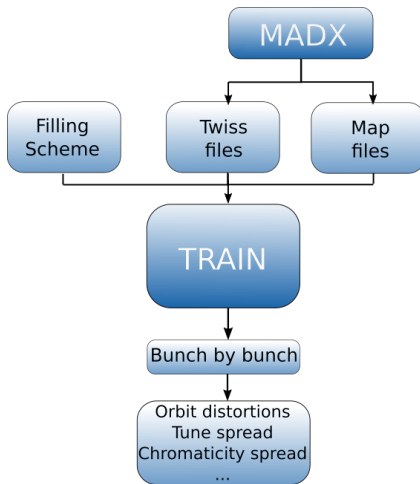 MADX
Filling
Scheme
Twiss
files
Map
files
TRAIN
Bunch by bunch
Orbit distortions
Tune spread
Chromaticity spread
...